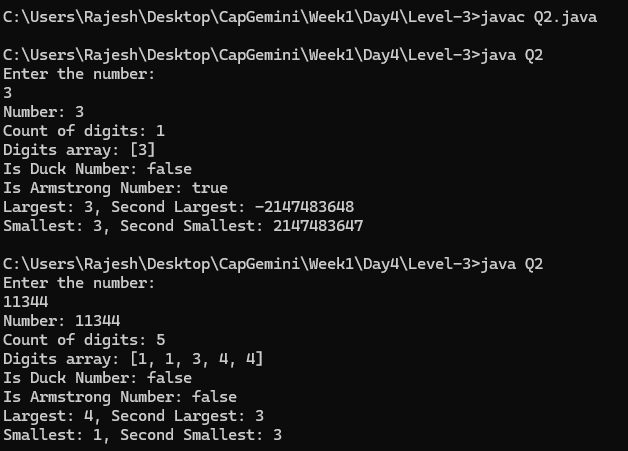 C:\Users\Rajesh\Desktop\CapGemini\Week1\Day4\Level-3>javac Q2.java
C:\Users\Rajesh\Desktop\CapGemini\Week1\Day4\Level-3>java Q2
Enter the number:
3
Number: 3
Count of digits: 1
Digits array: [3]
Is Duck Number: false
Is Armstrong Number: true
Largest: 3, Second Largest: -2147483648
Smallest: 3, Second Smallest: 2147483647
C:\Users\Rajesh\Desktop\CapGemini\Week1\Day4\Level-3>java Q2
Enter the number:
11344
Number: 11344
Count of digits: 5
Digits array: [1, 1, 3, 4, 4]
Is Duck Number: false
Is Armstrong Number: false
Largest: 4, Second Largest: 3
Smallest: 1, Second Smallest: 3